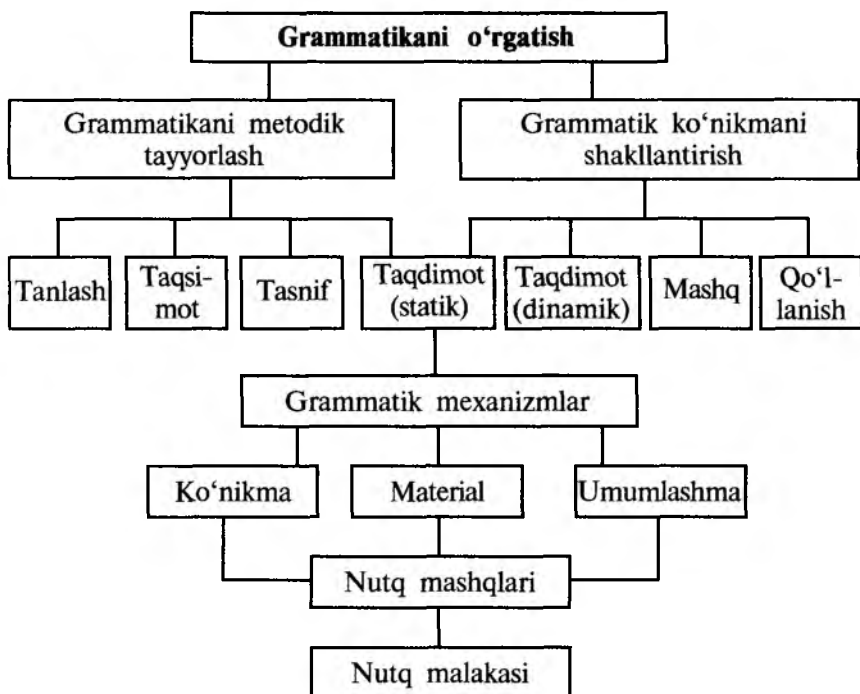 Grammatikani o‘rgatish
Grammatikani metodik
tayyorlash
Grammatik ko‘nikmani
shakllantirish
Tanlash
Taqsi-
mot
Tasnif
Taqdimot
(statik)
Taqdimot
(dinamik)
Mashq
Qo‘l-
lanish
Grammatik mexanizmlar
Ko‘nikma
Material
Umumlashma
Nutq mashqlari
Nutq malakasi